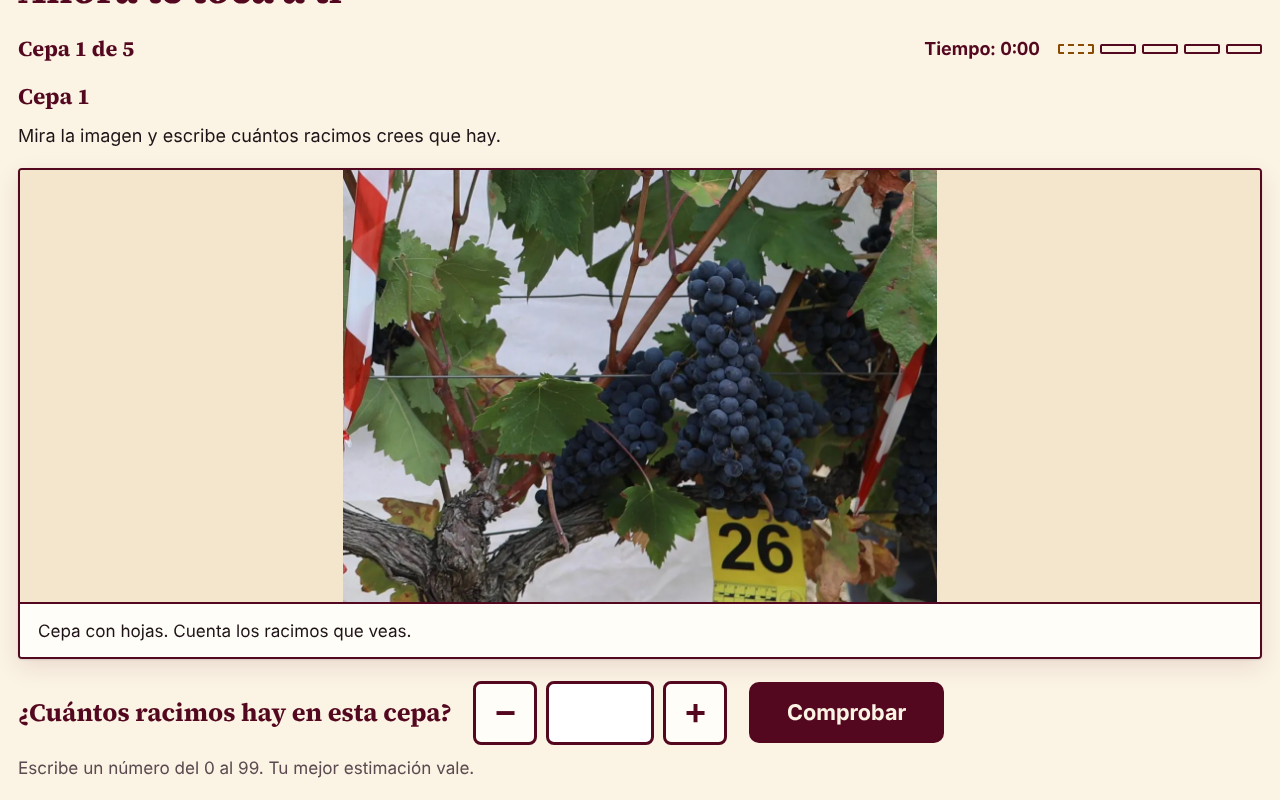 Cepa 1 de 5
Tiempo: 0:00
Cepa 1
Mira la imagen y escribe cuántos racimos crees que hay.
26
Cepa con hojas. Cuenta los racimos que veas.
¿Cuántos racimos hay en esta cepa?
−
+
Comprobar
Escribe un número del 0 al 99. Tu mejor estimación vale.